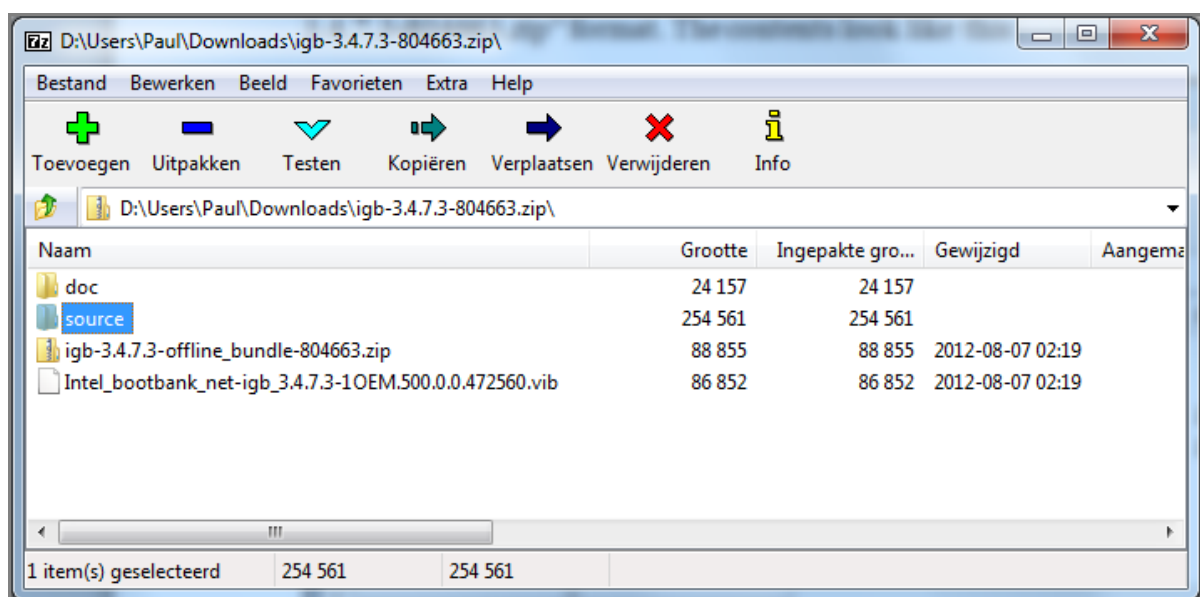 7z D:\Users\Paul\Downloads\igb-3.4.7.3-804663.zip\
Bestand Bewerken Beeld Favorieten Extra Help
Toevoegen Uitpakken Testen Kopiëren Verplaatsen Verwijderen Info
D:\Users\Paul\Downloads\igb-3.4.7.3-804663.zip\
Naam Grootte Ingepakte gro... Gewijzigd Aangema
doc 24 157 24 157
source 254 561 254 561
igb-3.4.7.3-offline_bundle-804663.zip 88 855 88 855 2012-08-07 02:19
Intel_bootbank_net-igb_3.4.7.3-1OEM.500.0.0.472560.vib 86 852 86 852 2012-08-07 02:19
1 item(s) geselecteerd 254 561 254 561